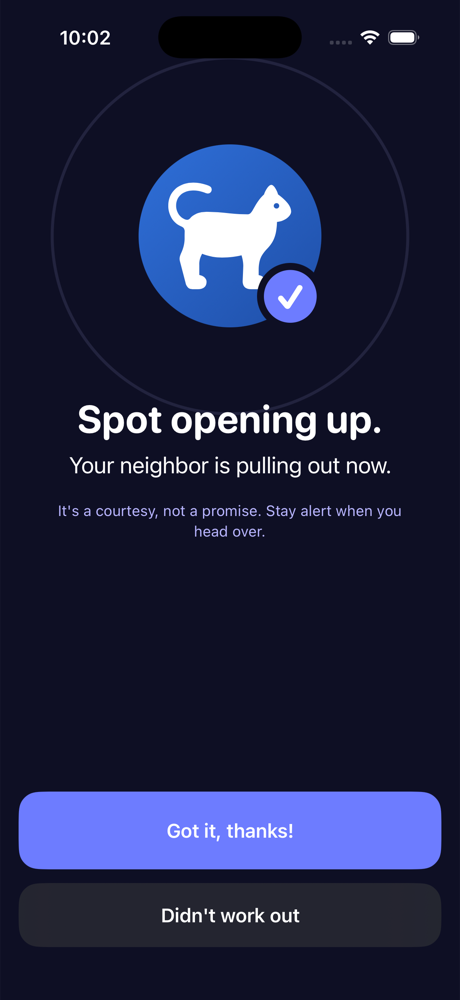 10:02
Spot opening up.
Your neighbor is pulling out now.
It's a courtesy, not a promise. Stay alert when you
head over.
Got it, thanks!
Didn't work out